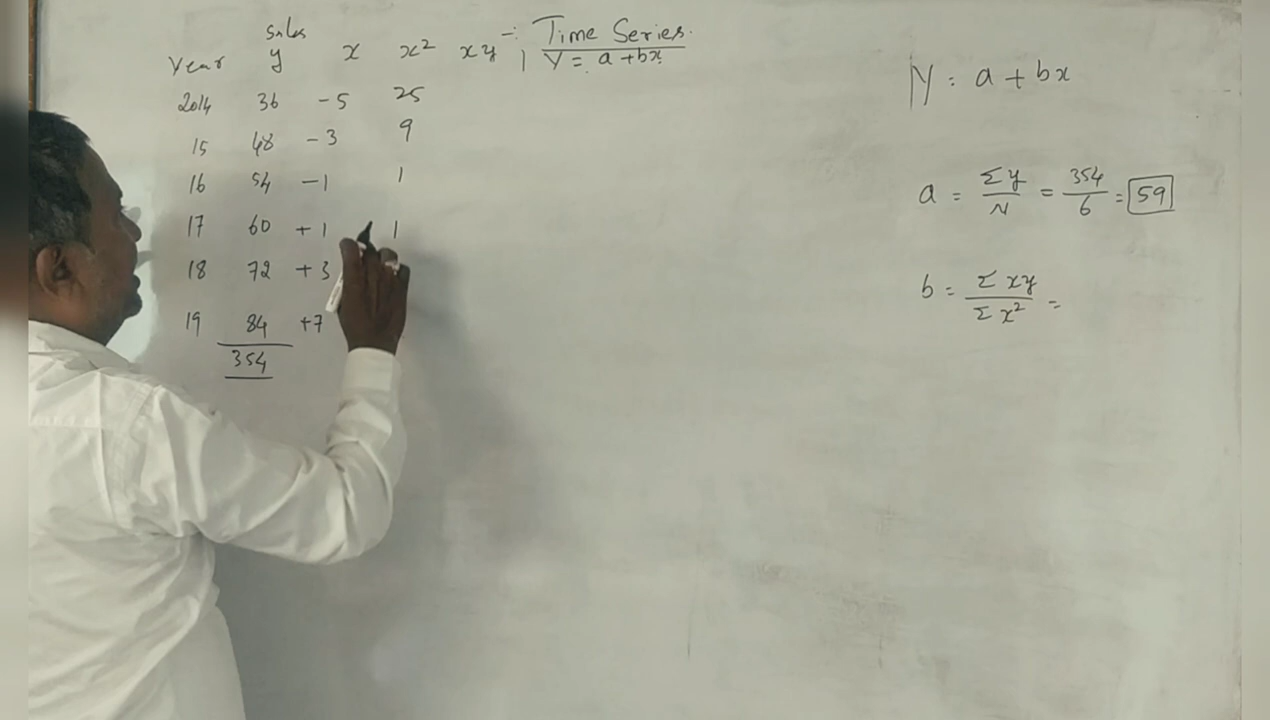 Time Series.
Y = a + bx
Year sales y x x² xy
2014 36 -5 25
15 48 -3 9
16 54 -1 1
17 60 +1 1
18 72 +3
19 84 +7
354
Y = a + bx
a = Σy / N = 354 / 6 = 59
b = Σxy / Σx² =